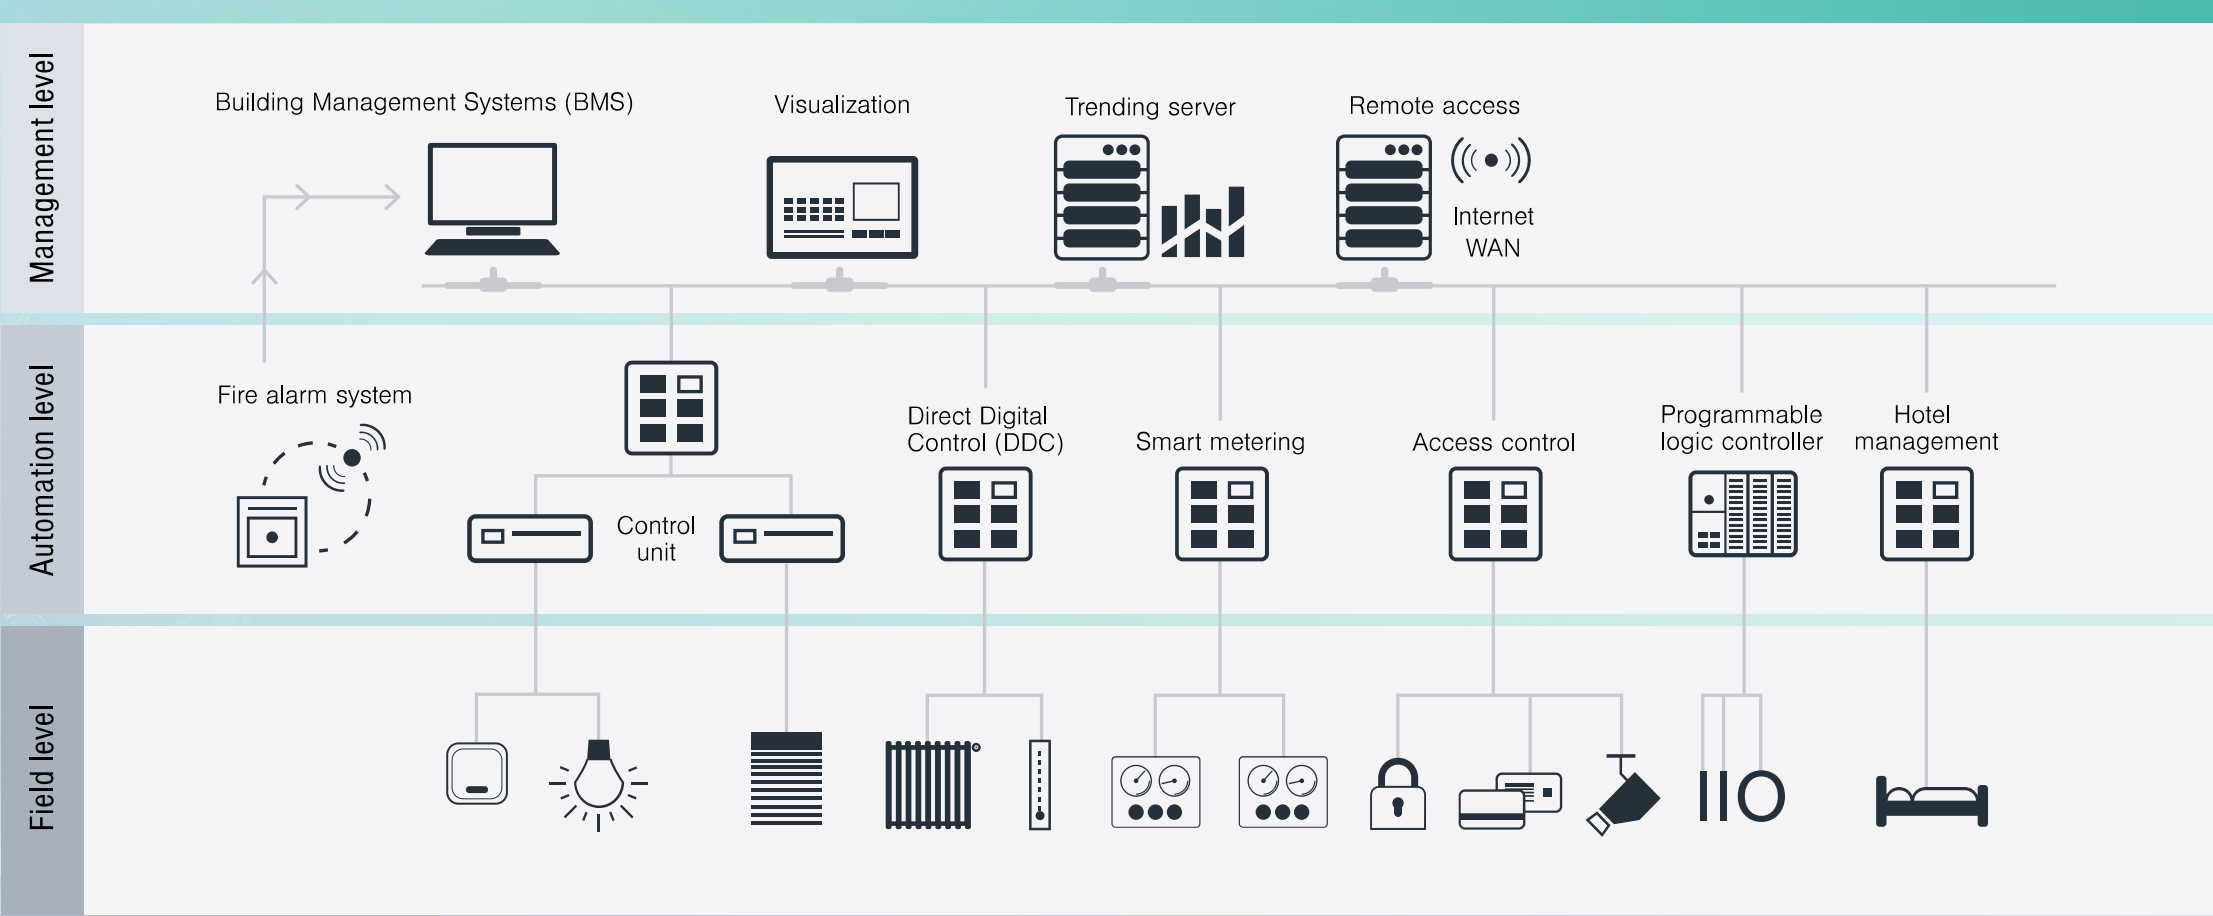 Management level
Building Management Systems (BMS)
Visualization
Trending server
Remote access
Internet
WAN
Automation level
Fire alarm system
Control
unit
Direct Digital
Control (DDC)
Smart metering
Access control
Programmable
logic controller
Hotel
management
Field level
IIO